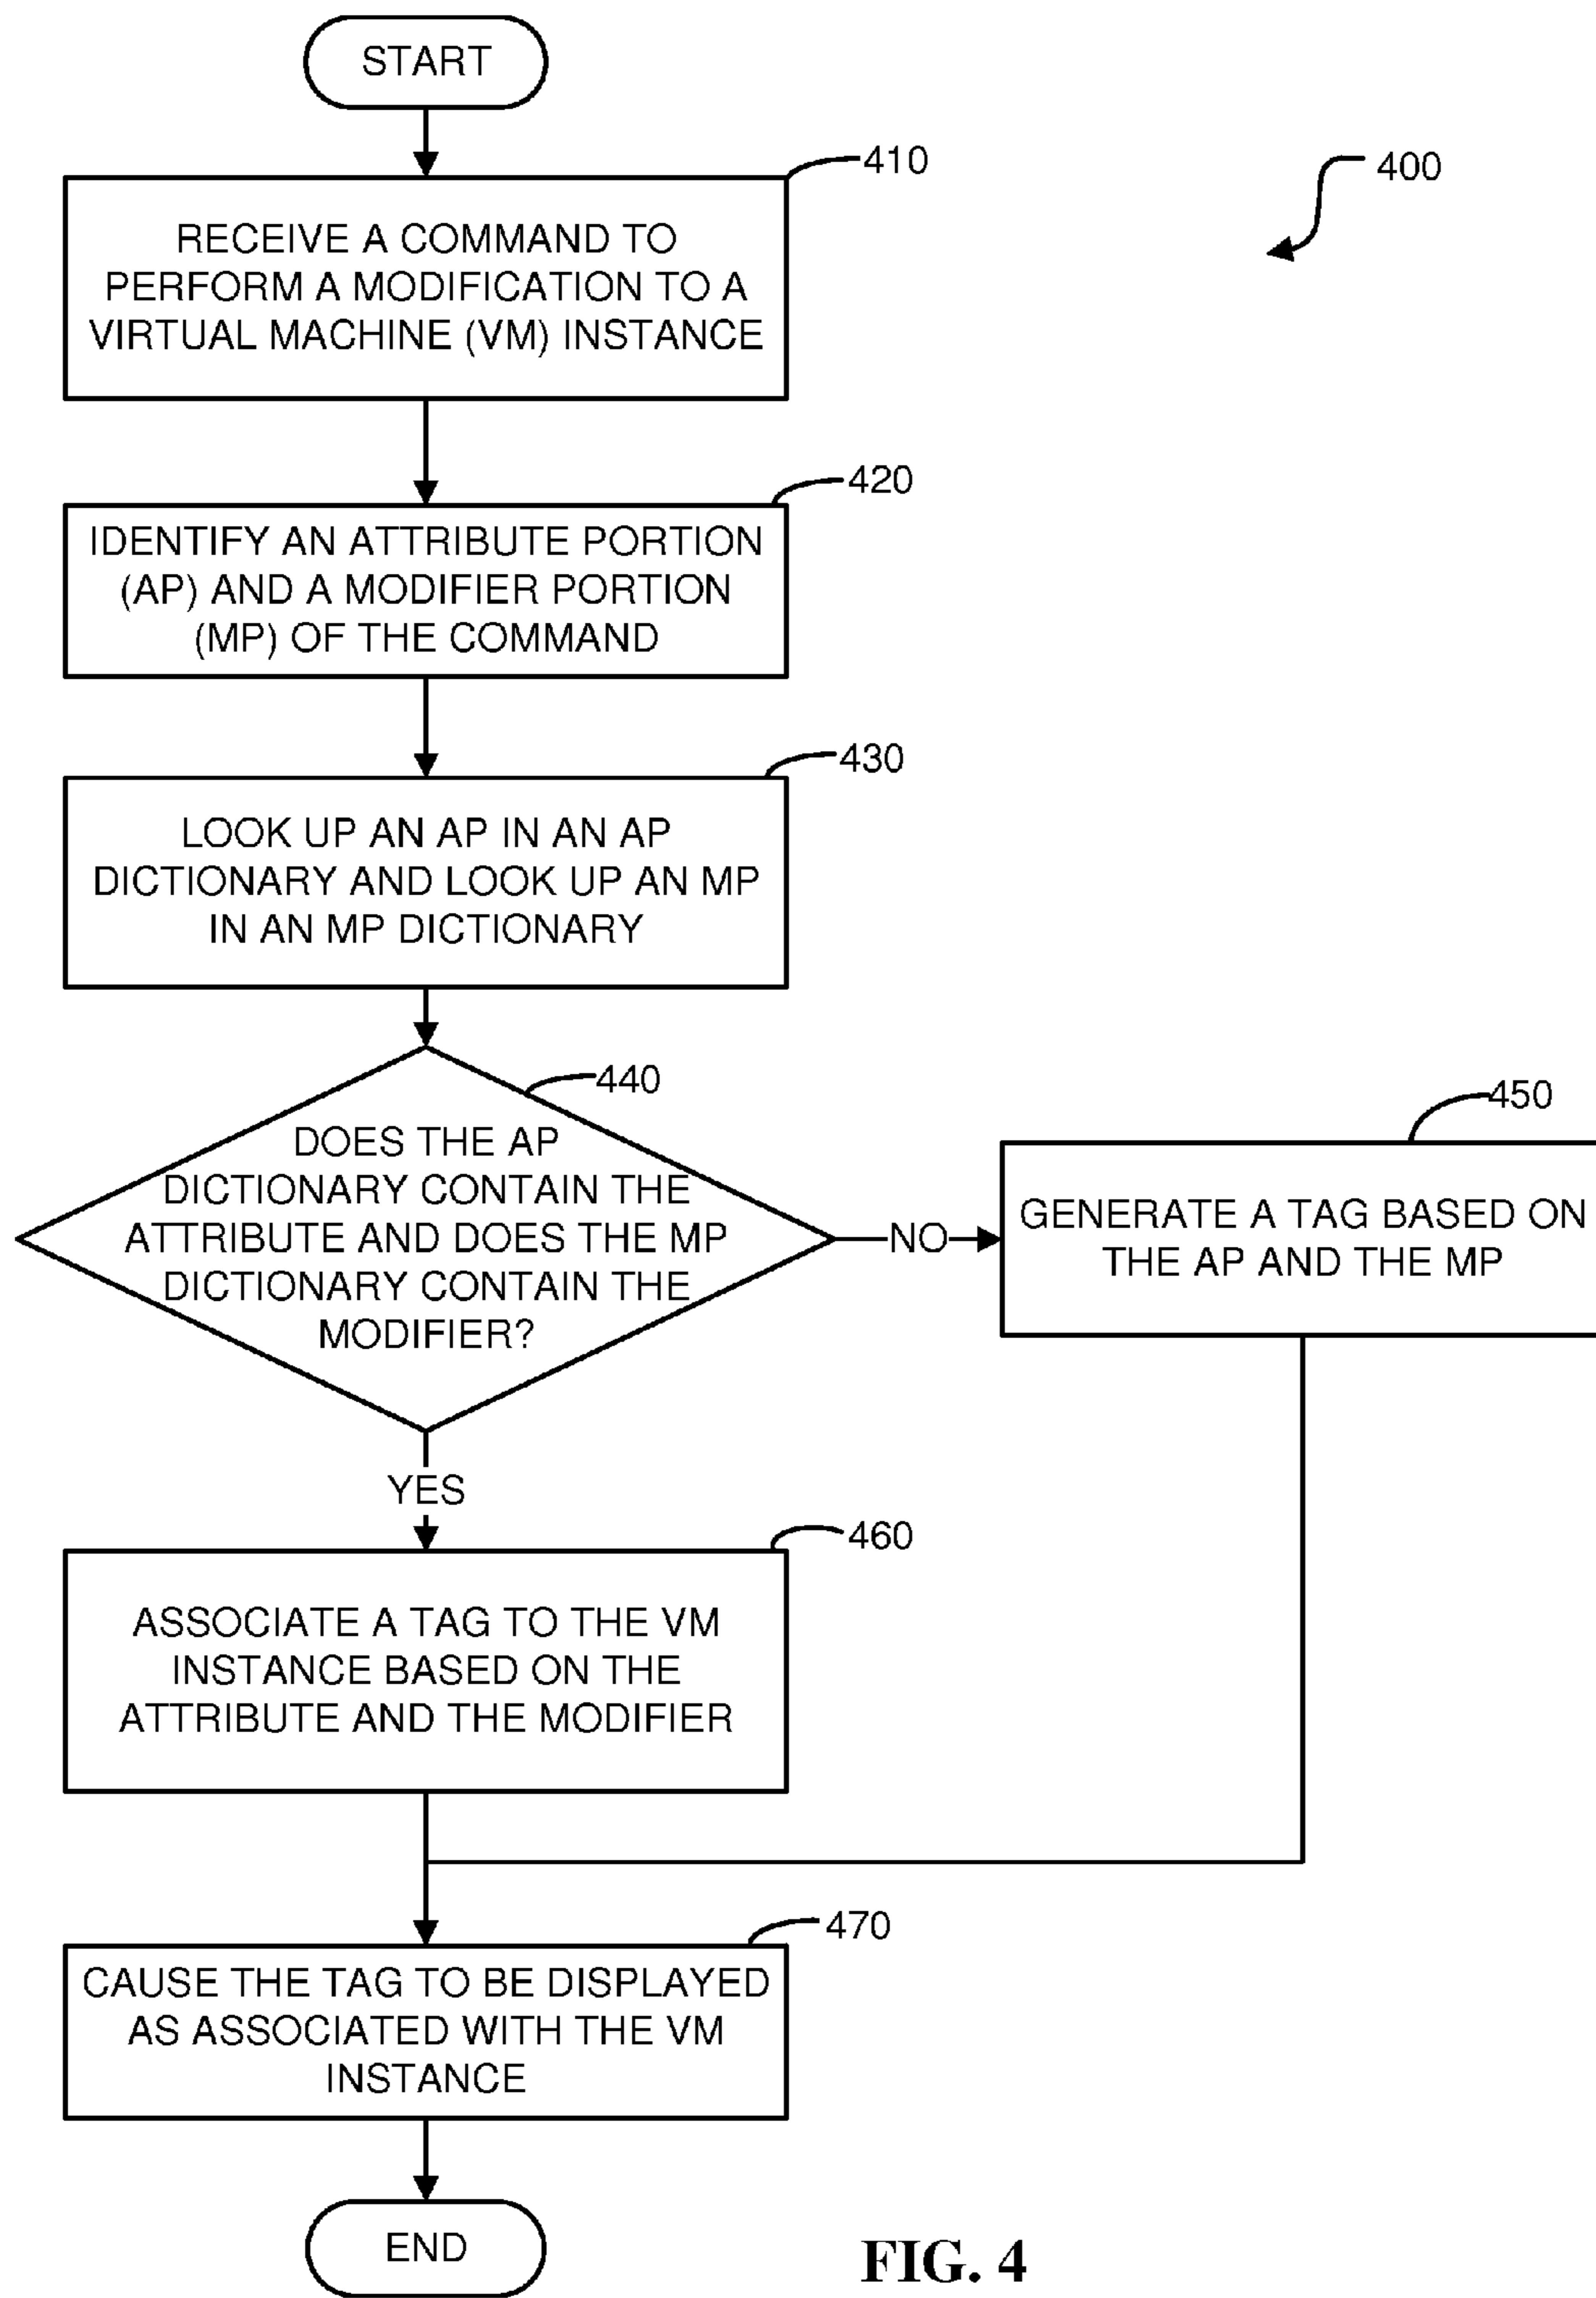 START
410
400
RECEIVE A COMMAND TO
PERFORM A MODIFICATION TO A
VIRTUAL MACHINE (VM) INSTANCE
420
IDENTIFY AN ATTRIBUTE PORTION
(AP) AND A MODIFIER PORTION
(MP) OF THE COMMAND
430
LOOK UP AN AP IN AN AP
DICTIONARY AND LOOK UP AN MP
IN AN MP DICTIONARY
440
DOES THE AP
DICTIONARY CONTAIN THE
ATTRIBUTE AND DOES THE MP
DICTIONARY CONTAIN THE
MODIFIER?
NO
450
GENERATE A TAG BASED ON
THE AP AND THE MP
YES
460
ASSOCIATE A TAG TO THE VM
INSTANCE BASED ON THE
ATTRIBUTE AND THE MODIFIER
470
CAUSE THE TAG TO BE DISPLAYED
AS ASSOCIATED WITH THE VM
INSTANCE
END
FIG. 4